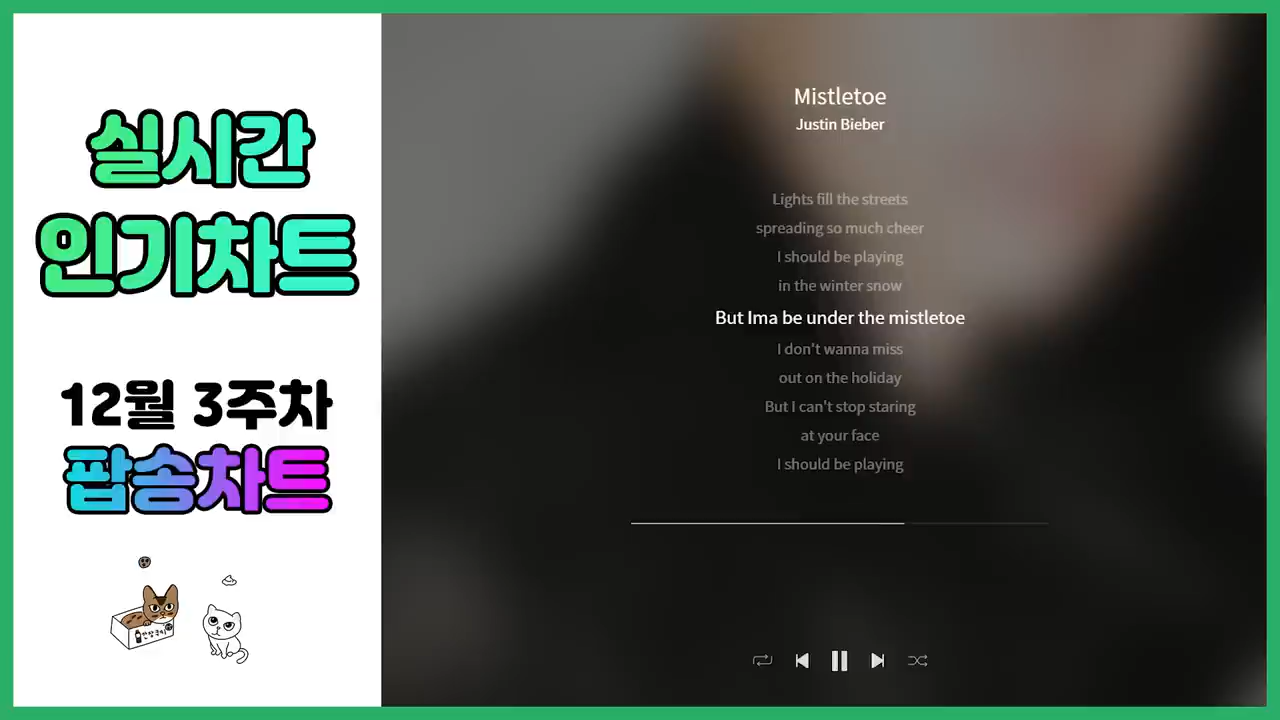 실시간
인기차트
12월 3주차
팝송차트
Mistletoe
Justin Bieber
Lights fill the streets
spreading so much cheer
I should be playing
in the winter snow
But Ima be under the mistletoe
I don't wanna miss
out on the holiday
But I can't stop staring
at your face
I should be playing